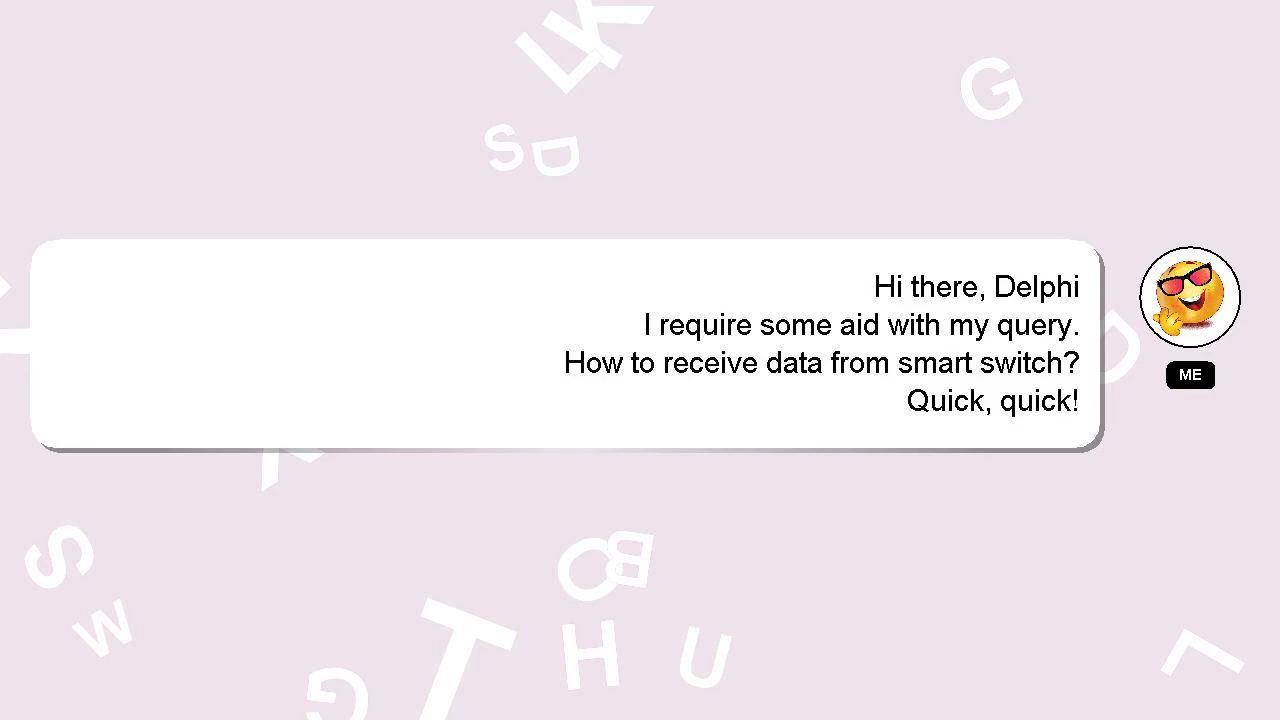 Hi there, Delphi
I require some aid with my query.
How to receive data from smart switch?
Quick, quick!
ME
L
K
G
S
D
D
S
W
G
T
C
B
H
U
L